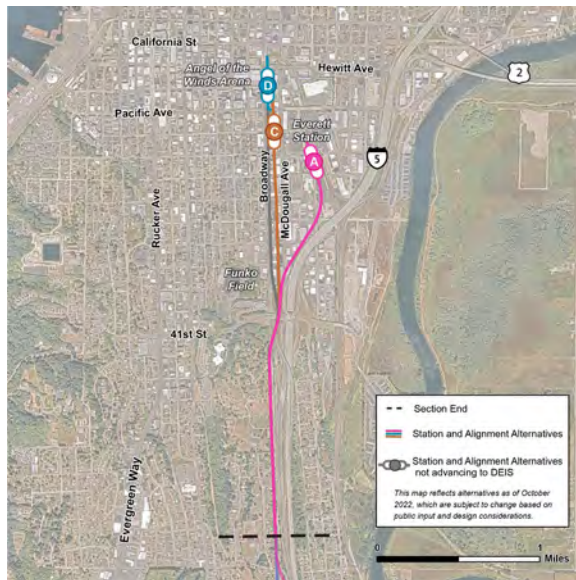 California St
Hewitt Ave
2
Angel of the
Winds Arena
D
Pacific Ave
C
Everett
Station
A
5
Broadway
McDougall Ave
Rucker Ave
Funko
Field
41st St
Evergreen Way
Section End
Station and Alignment Alternatives
Station and Alignment Alternatives
not advancing to DEIS
This map reflects alternatives as of October
2022, which are subject to change based on
public input and design considerations.
0
1
Miles